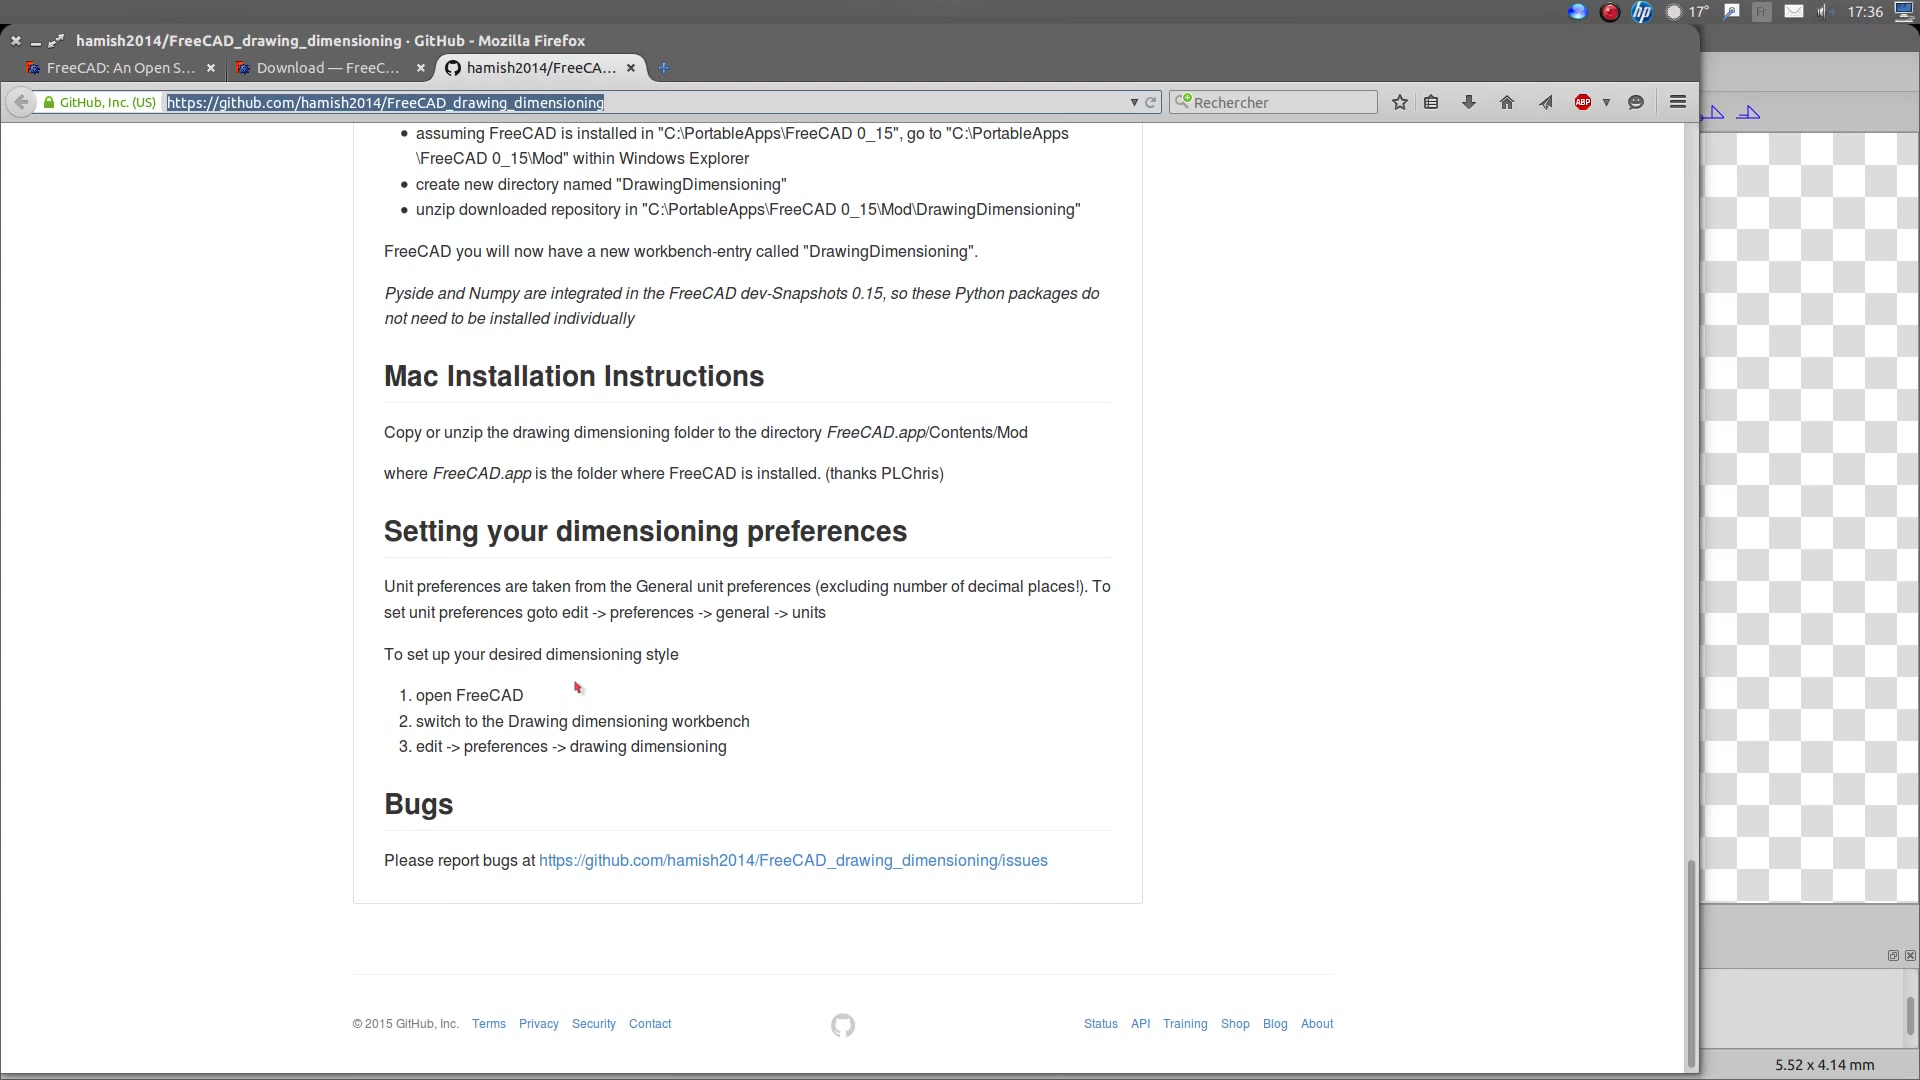 17° Fr 17:36
hamish2014/FreeCAD_drawing_dimensioning · GitHub - Mozilla Firefox
FreeCAD: An Open S... Download — FreeC... hamish2014/FreeCA...
GitHub, Inc. (US) https://github.com/hamish2014/FreeCAD_drawing_dimensioning Rechercher ABP
• assuming FreeCAD is installed in "C:\PortableApps\FreeCAD 0_15", go to "C:\PortableApps
\FreeCAD 0_15\Mod" within Windows Explorer
• create new directory named "DrawingDimensioning"
• unzip downloaded repository in "C:\PortableApps\FreeCAD 0_15\Mod\DrawingDimensioning"
FreeCAD you will now have a new workbench-entry called "DrawingDimensioning".
Pyside and Numpy are integrated in the FreeCAD dev-Snapshots 0.15, so these Python packages do
not need to be installed individually
Mac Installation Instructions
Copy or unzip the drawing dimensioning folder to the directory FreeCAD.app/Contents/Mod
where FreeCAD.app is the folder where FreeCAD is installed. (thanks PLChris)
Setting your dimensioning preferences
Unit preferences are taken from the General unit preferences (excluding number of decimal places!). To
set unit preferences goto edit -> preferences -> general -> units
To set up your desired dimensioning style
1. open FreeCAD
2. switch to the Drawing dimensioning workbench
3. edit -> preferences -> drawing dimensioning
Bugs
Please report bugs at https://github.com/hamish2014/FreeCAD_drawing_dimensioning/issues
© 2015 GitHub, Inc. Terms Privacy Security Contact Status API Training Shop Blog About
5.52 x 4.14 mm